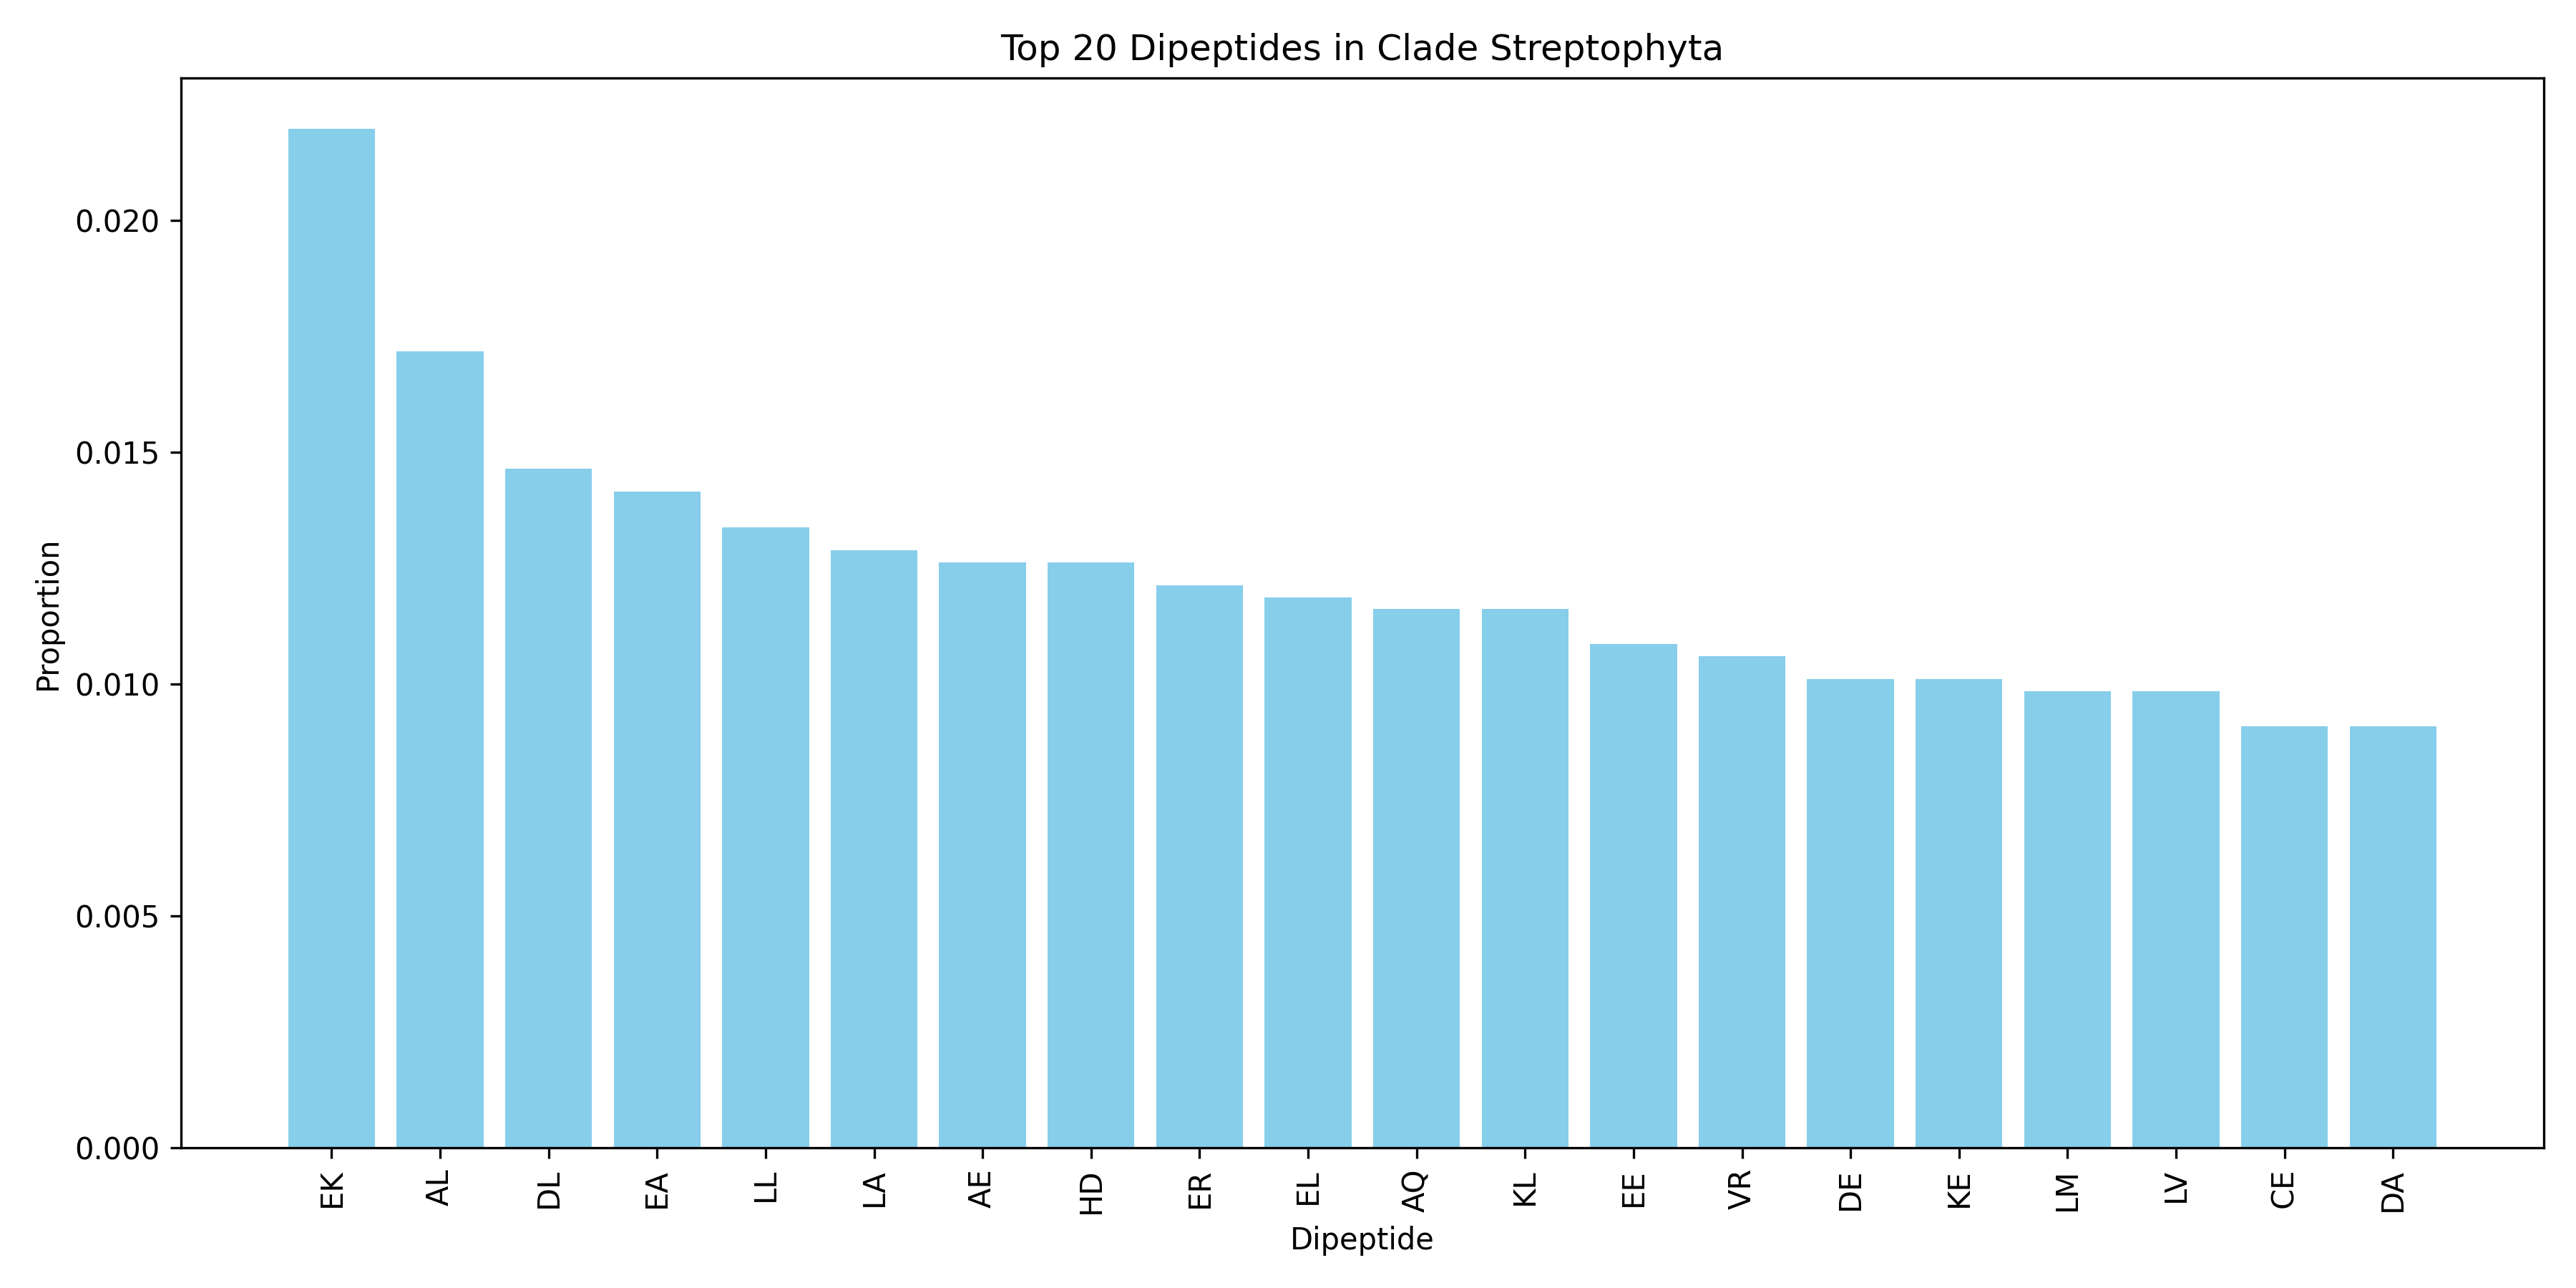 Top 20 Dipeptides in Clade Streptophyta
Proportion
0.020
0.015
0.010
0.005
0.000
EK AL DL EA LL LA AE HD ER EL AQ KL EE VR DE KE LM LV CE DA
Dipeptide